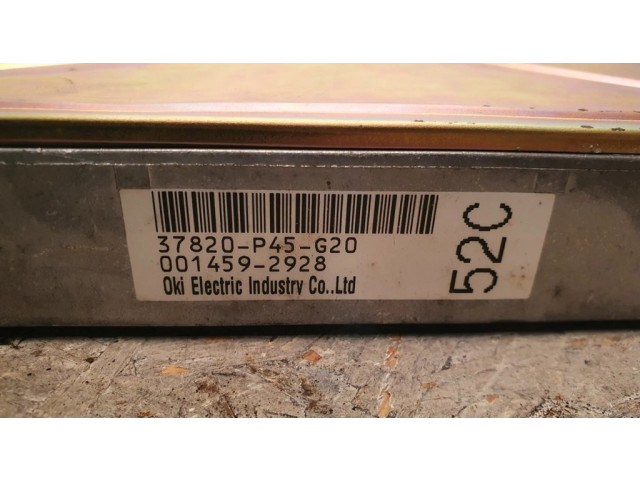 37820-P45-G20
001459-2928
Oki Electric Industry Co.,Ltd
52C